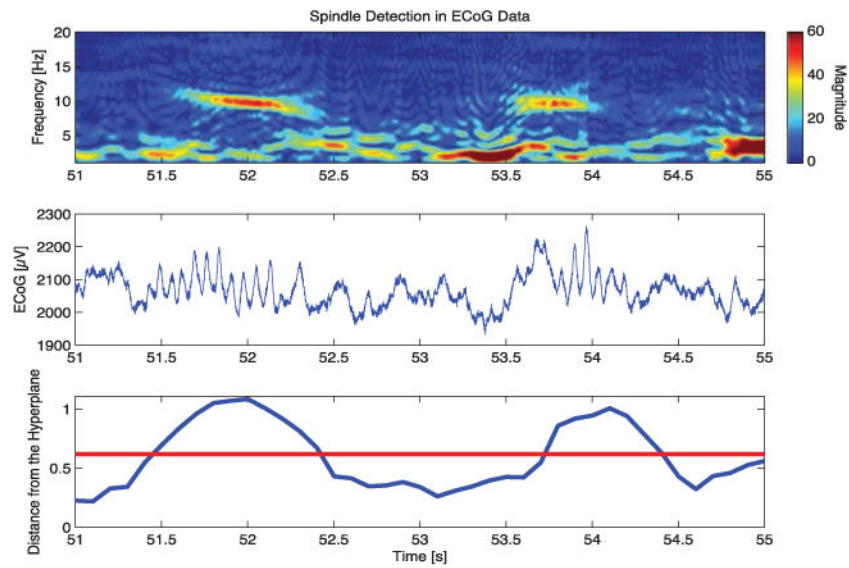 Spindle Detection in ECoG Data
20
15
10
5
Frequency [Hz]
51 51.5 52 52.5 53 53.5 54 54.5 55
60
40
20
0
Magnitude
2300
2200
2100
2000
1900
ECoG [µV]
51 51.5 52 52.5 53 53.5 54 54.5 55
1
0.5
0
Distance from the Hyperplane
51 51.5 52 52.5 53 53.5 54 54.5 55
Time [s]